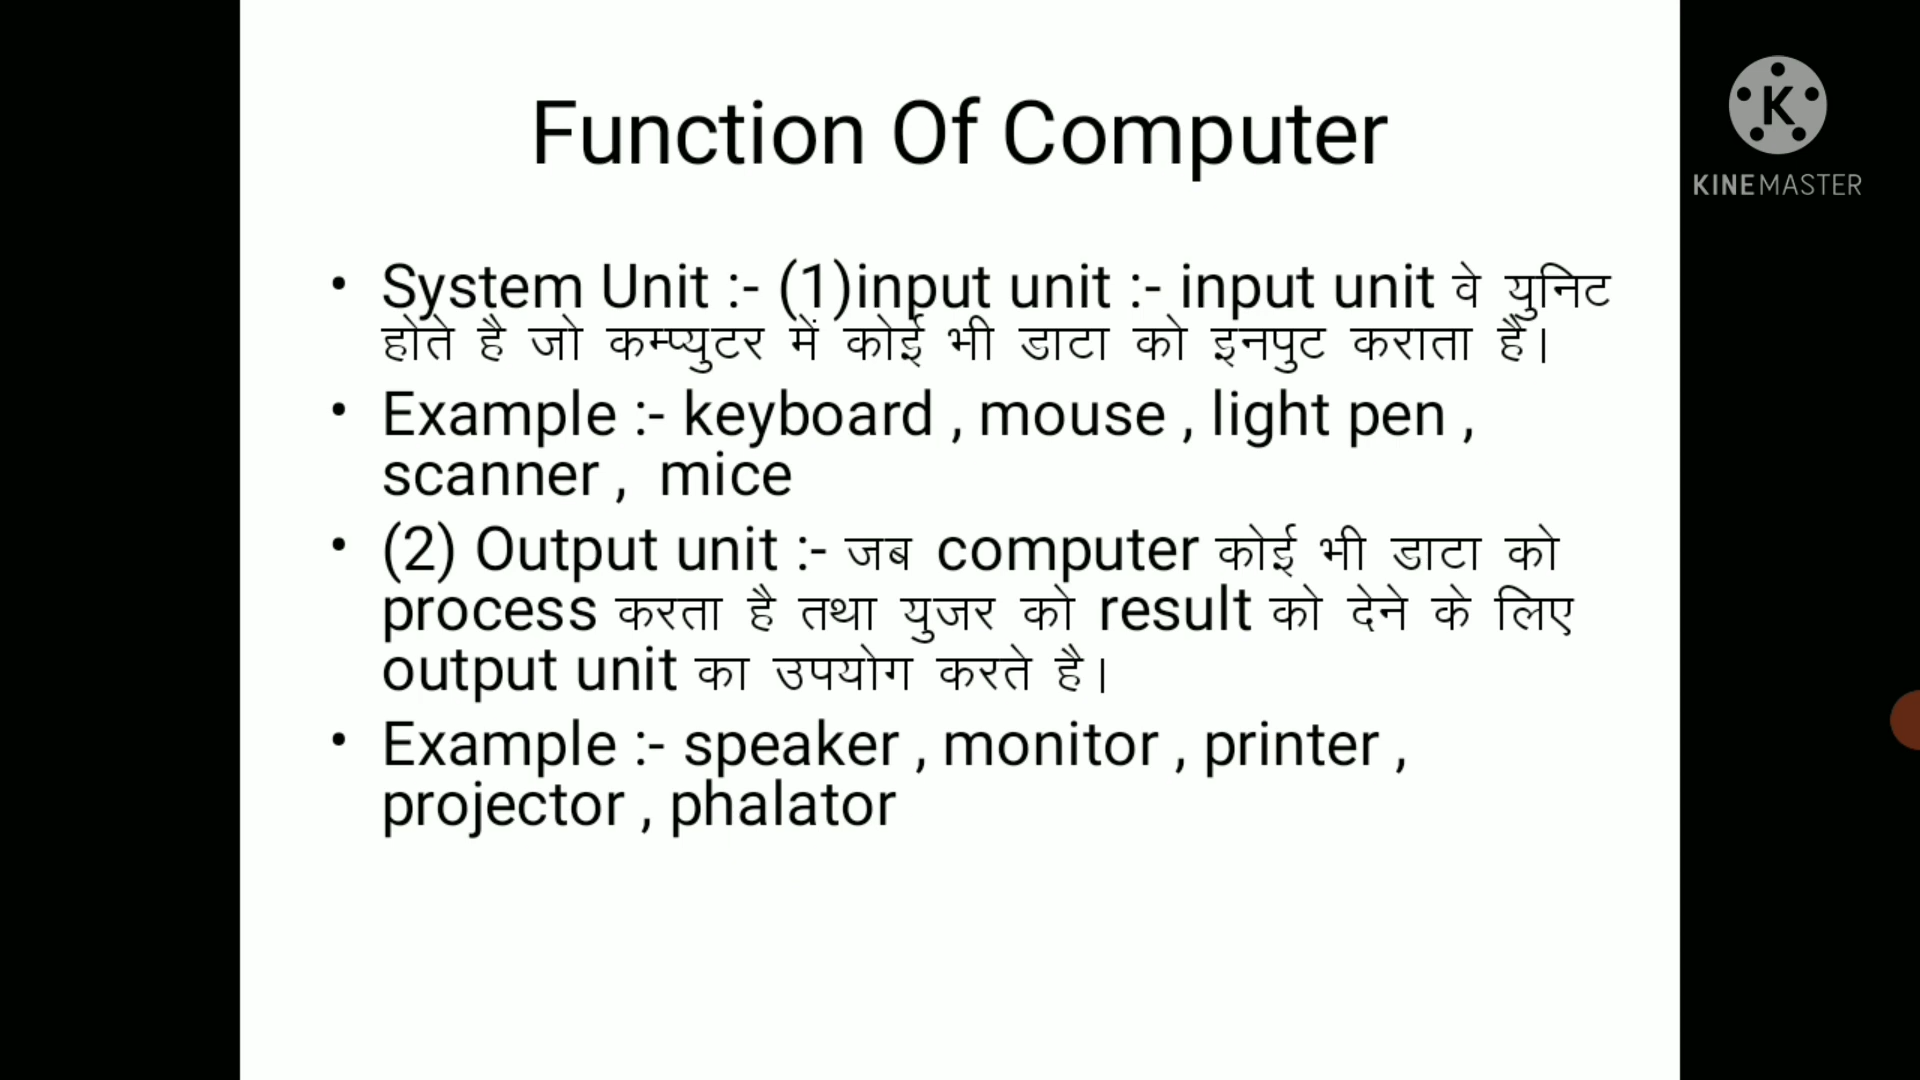 Function Of Computer
K
KINEMASTER
• System Unit :- (1)input unit :- input unit वे युनिट
होते है जो कम्प्युटर में कोई भी डाटा को इनपुट कराता है।
• Example :- keyboard , mouse , light pen ,
scanner , mice
• (2) Output unit :- जब computer कोई भी डाटा को
process करता है तथा युजर को result को देने के लिए
output unit का उपयोग करते है।
• Example :- speaker , monitor , printer ,
projector , phalator